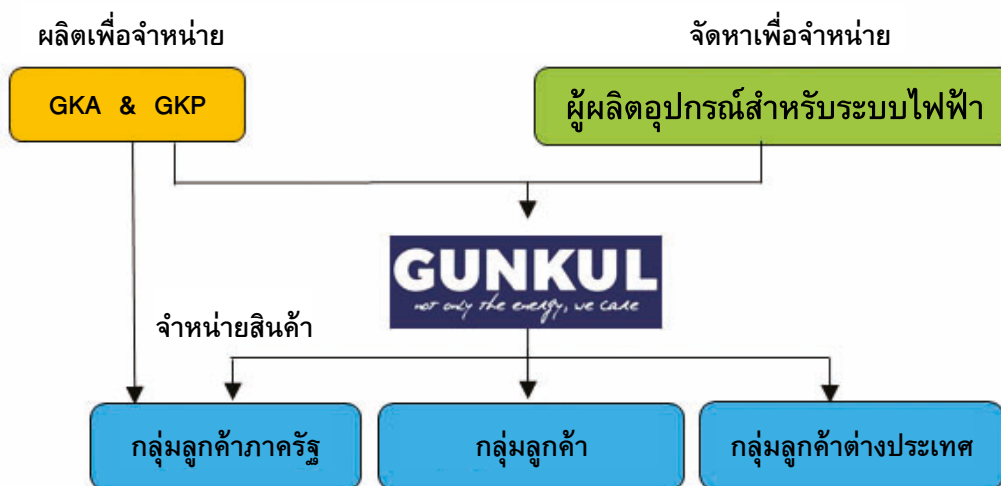 ผลิตเพื่อจำหน่าย
จัดหาเพื่อจำหน่าย
GKA & GKP
ผู้ผลิตอุปกรณ์สำหรับระบบไฟฟ้า
GUNKUL
not only the energy, we care
จำหน่ายสินค้า
กลุ่มลูกค้าภาครัฐ
กลุ่มลูกค้า
กลุ่มลูกค้าต่างประเทศ